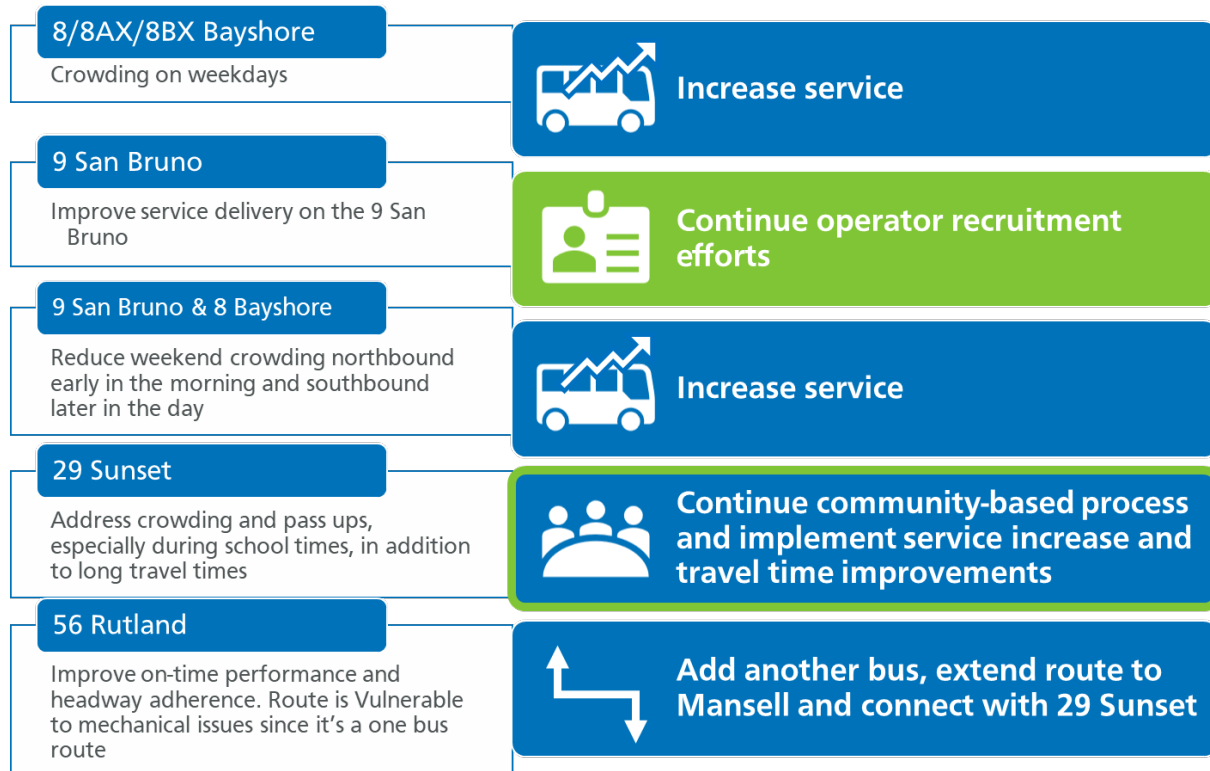 8/8AX/8BX Bayshore
Crowding on weekdays
Increase service
9 San Bruno
Improve service delivery on the 9 San
Bruno
Continue operator recruitment
efforts
9 San Bruno & 8 Bayshore
Reduce weekend crowding northbound
early in the morning and southbound
later in the day
Increase service
29 Sunset
Address crowding and pass ups,
especially during school times, in addition
to long travel times
Continue community-based process
and implement service increase and
travel time improvements
56 Rutland
Improve on-time performance and
headway adherence. Route is Vulnerable
to mechanical issues since it’s a one bus
route
Add another bus, extend route to
Mansell and connect with 29 Sunset